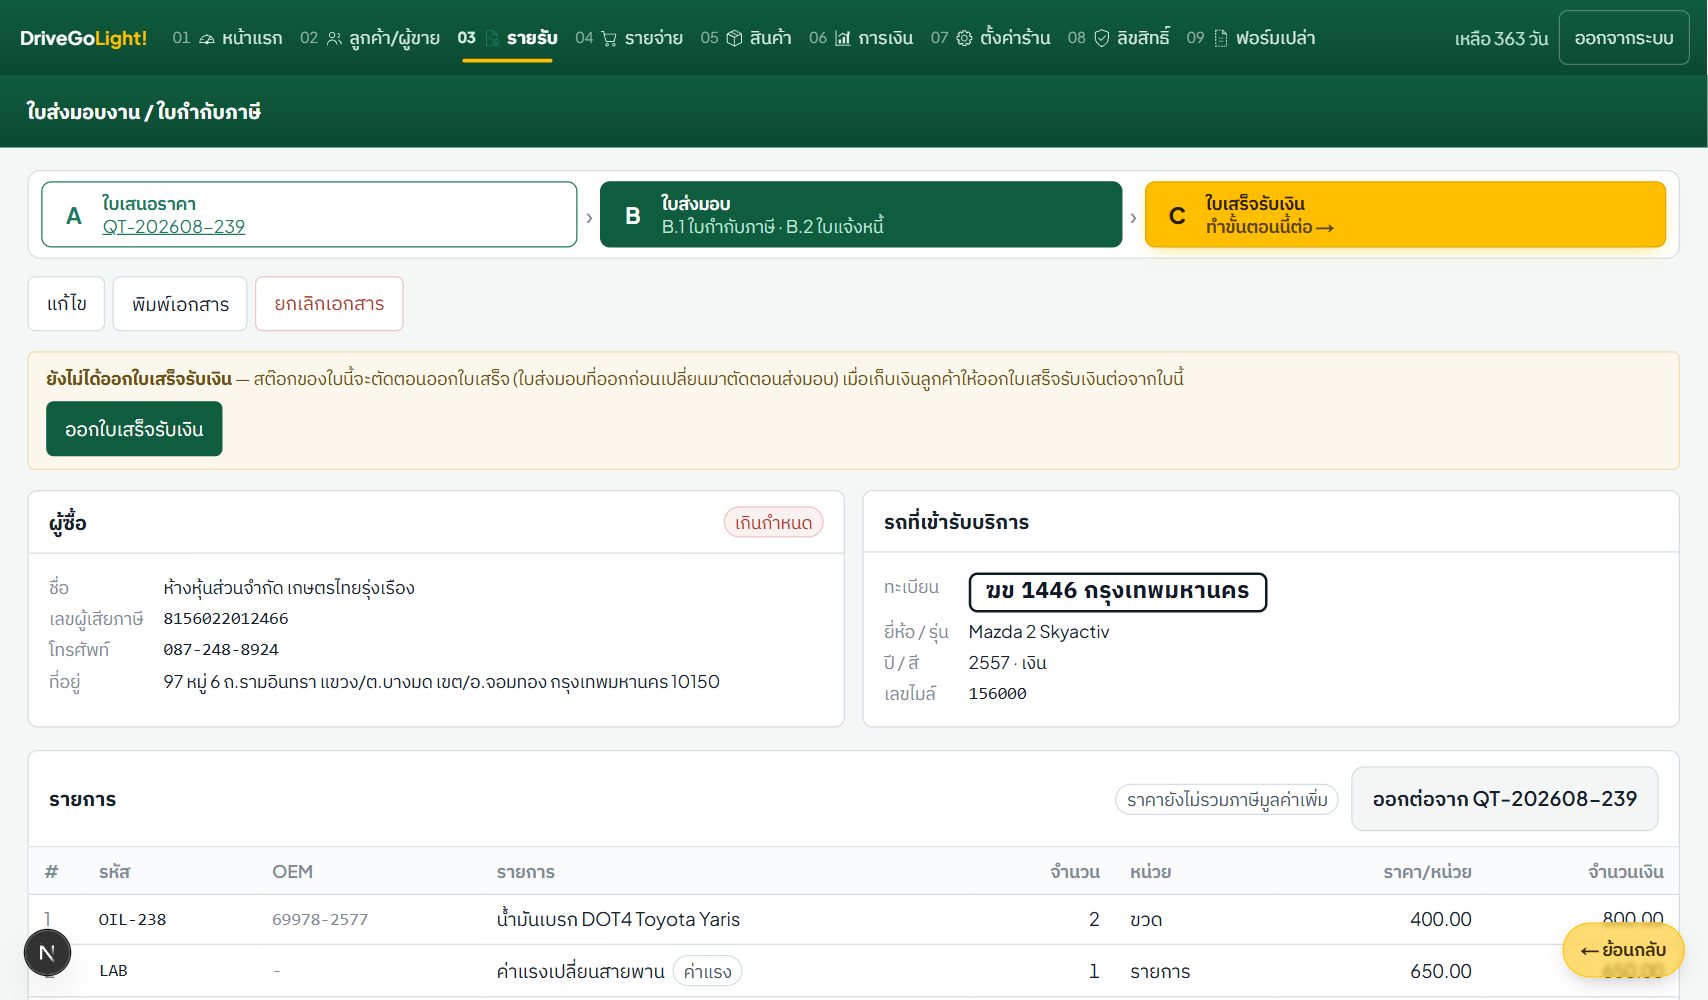 DriveGoLight! 01 หน้าแรก 02 ลูกค้า/ผู้ขาย 03 รายรับ 04 รายจ่าย 05 สินค้า 06 การเงิน 07 ตั้งค่าร้าน 08 ลิขสิทธิ์ 09 ฟอร์มเปล่า เหลือ 363 วัน ออกจากระบบ
ใบส่งมอบงาน / ใบกำกับภาษี
A ใบเสนอราคา
QT-202608-239
›
B ใบส่งมอบ
B.1 ใบกำกับภาษี · B.2 ใบแจ้งหนี้
›
C ใบเสร็จรับเงิน
ทำขั้นตอนนี้ต่อ →
แก้ไข พิมพ์เอกสาร ยกเลิกเอกสาร
ยังไม่ได้ออกใบเสร็จรับเงิน — สต๊อกของใบนี้จะตัดตอนออกใบเสร็จ (ใบส่งมอบที่ออกก่อนเปลี่ยนมาตัดตอนส่งมอบ) เมื่อเก็บเงินลูกค้าให้ออกใบเสร็จรับเงินต่อจากใบนี้
ออกใบเสร็จรับเงิน
ผู้ซื้อ เกินกำหนด
ชื่อ ห้างหุ้นส่วนจำกัด เกษตรไทยรุ่งเรือง
เลขผู้เสียภาษี 8156022012466
โทรศัพท์ 087-248-8924
ที่อยู่ 97 หมู่ 6 ถ.รามอินทรา แขวง/ต.บางมด เขต/อ.จอมทอง กรุงเทพมหานคร 10150
รถที่เข้ารับบริการ
ทะเบียน ฆข 1446 กรุงเทพมหานคร
ยี่ห้อ / รุ่น Mazda 2 Skyactiv
ปี / สี 2557 · เงิน
เลขไมล์ 156000
รายการ ราคายังไม่รวมภาษีมูลค่าเพิ่ม ออกต่อจาก QT-202608-239
# รหัส OEM รายการ จำนวน หน่วย ราคา/หน่วย จำนวนเงิน
1 OIL-238 69978-2577 น้ำมันเบรก DOT4 Toyota Yaris 2 ขวด 400.00 800.00
LAB - ค่าแรงเปลี่ยนสายพาน ค่าแรง 1 รายการ 650.00 650.00
N
← ย้อนกลับ